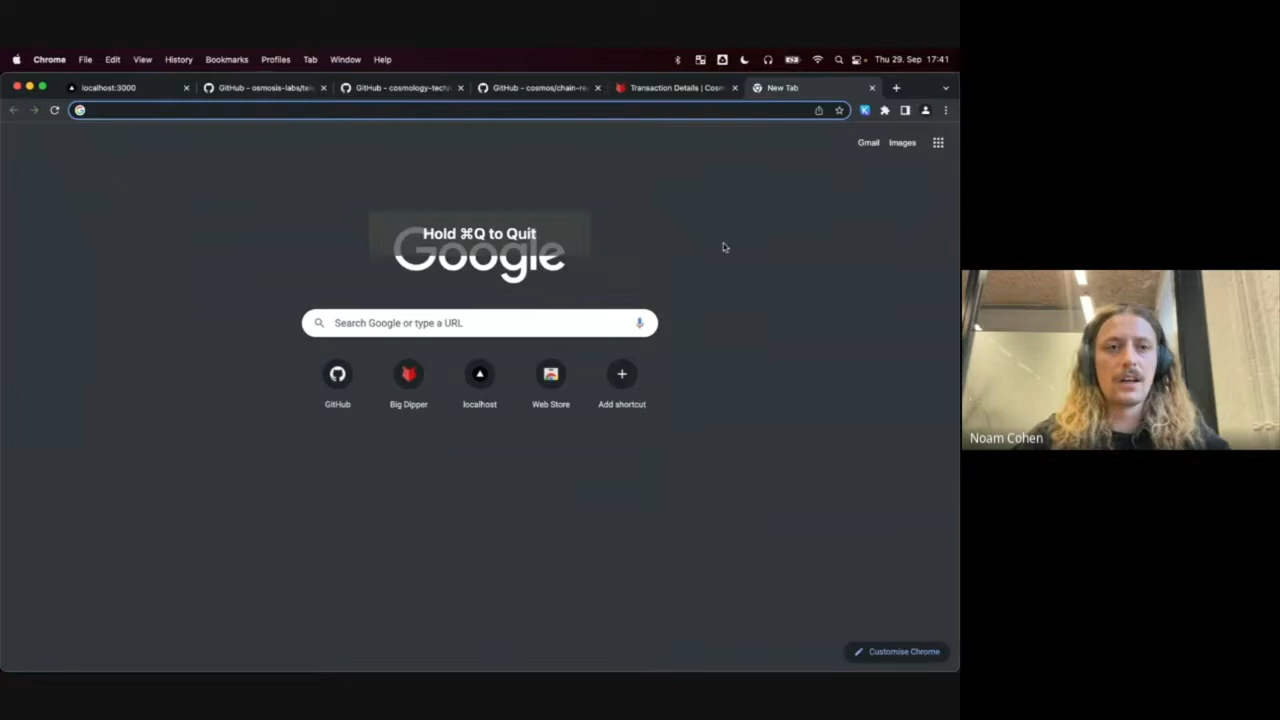 Chrome File Edit View History Bookmarks Profiles Tab Window Help Thu 29. Sep 17:41
localhost:3000 GitHub - osmosis-labs/tel GitHub - cosmology-tech/ GitHub - cosmos/chain-re Transaction Details | Cosm New Tab
Gmail Images
Hold ⌘Q to Quit
Google
Search Google or type a URL
GitHub Big Dipper localhost Web Store Add shortcut
Noam Cohen
Customise Chrome